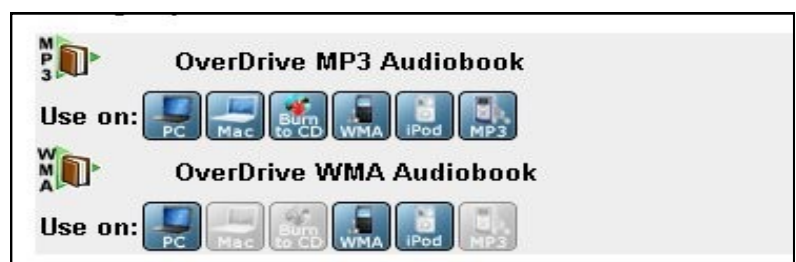 MP3
OverDrive MP3 Audiobook
Use on: PC Mac Burn to CD WMA iPod MP3
WMA
OverDrive WMA Audiobook
Use on: PC Mac Burn to CD WMA iPod MP3